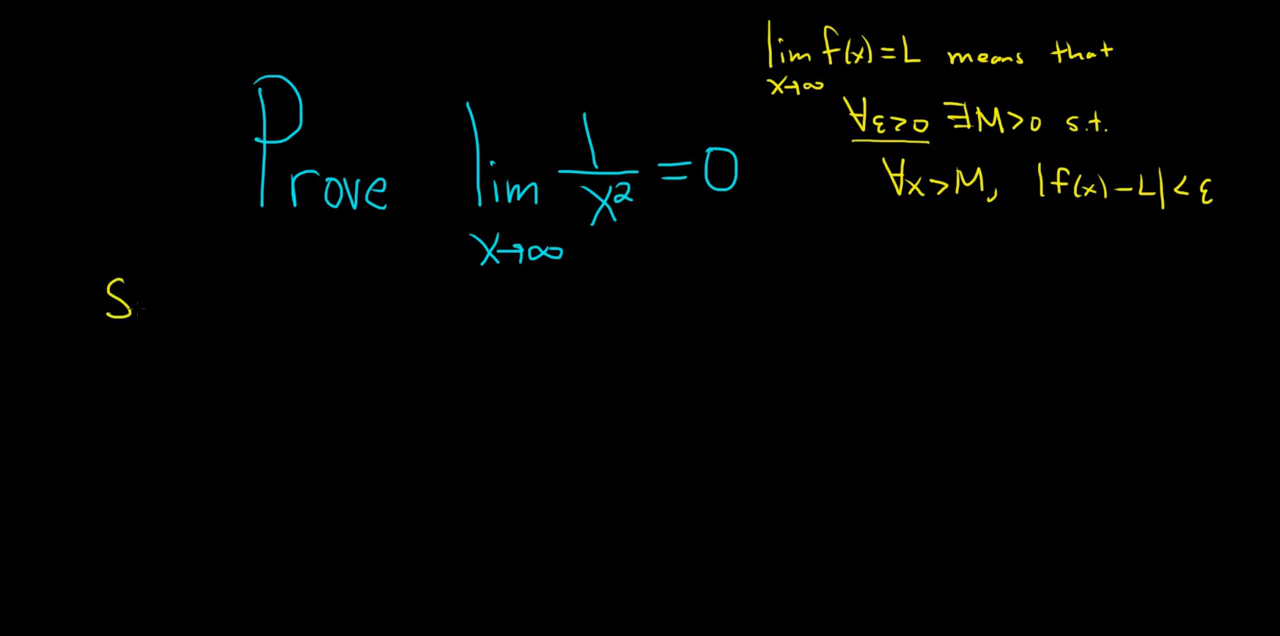 lim f(x) = L means that
x→∞
∀ε>0 ∃M>0 s.t.
∀x>M, |f(x) - L| < ε
Prove lim 1/x² = 0
x→∞
S